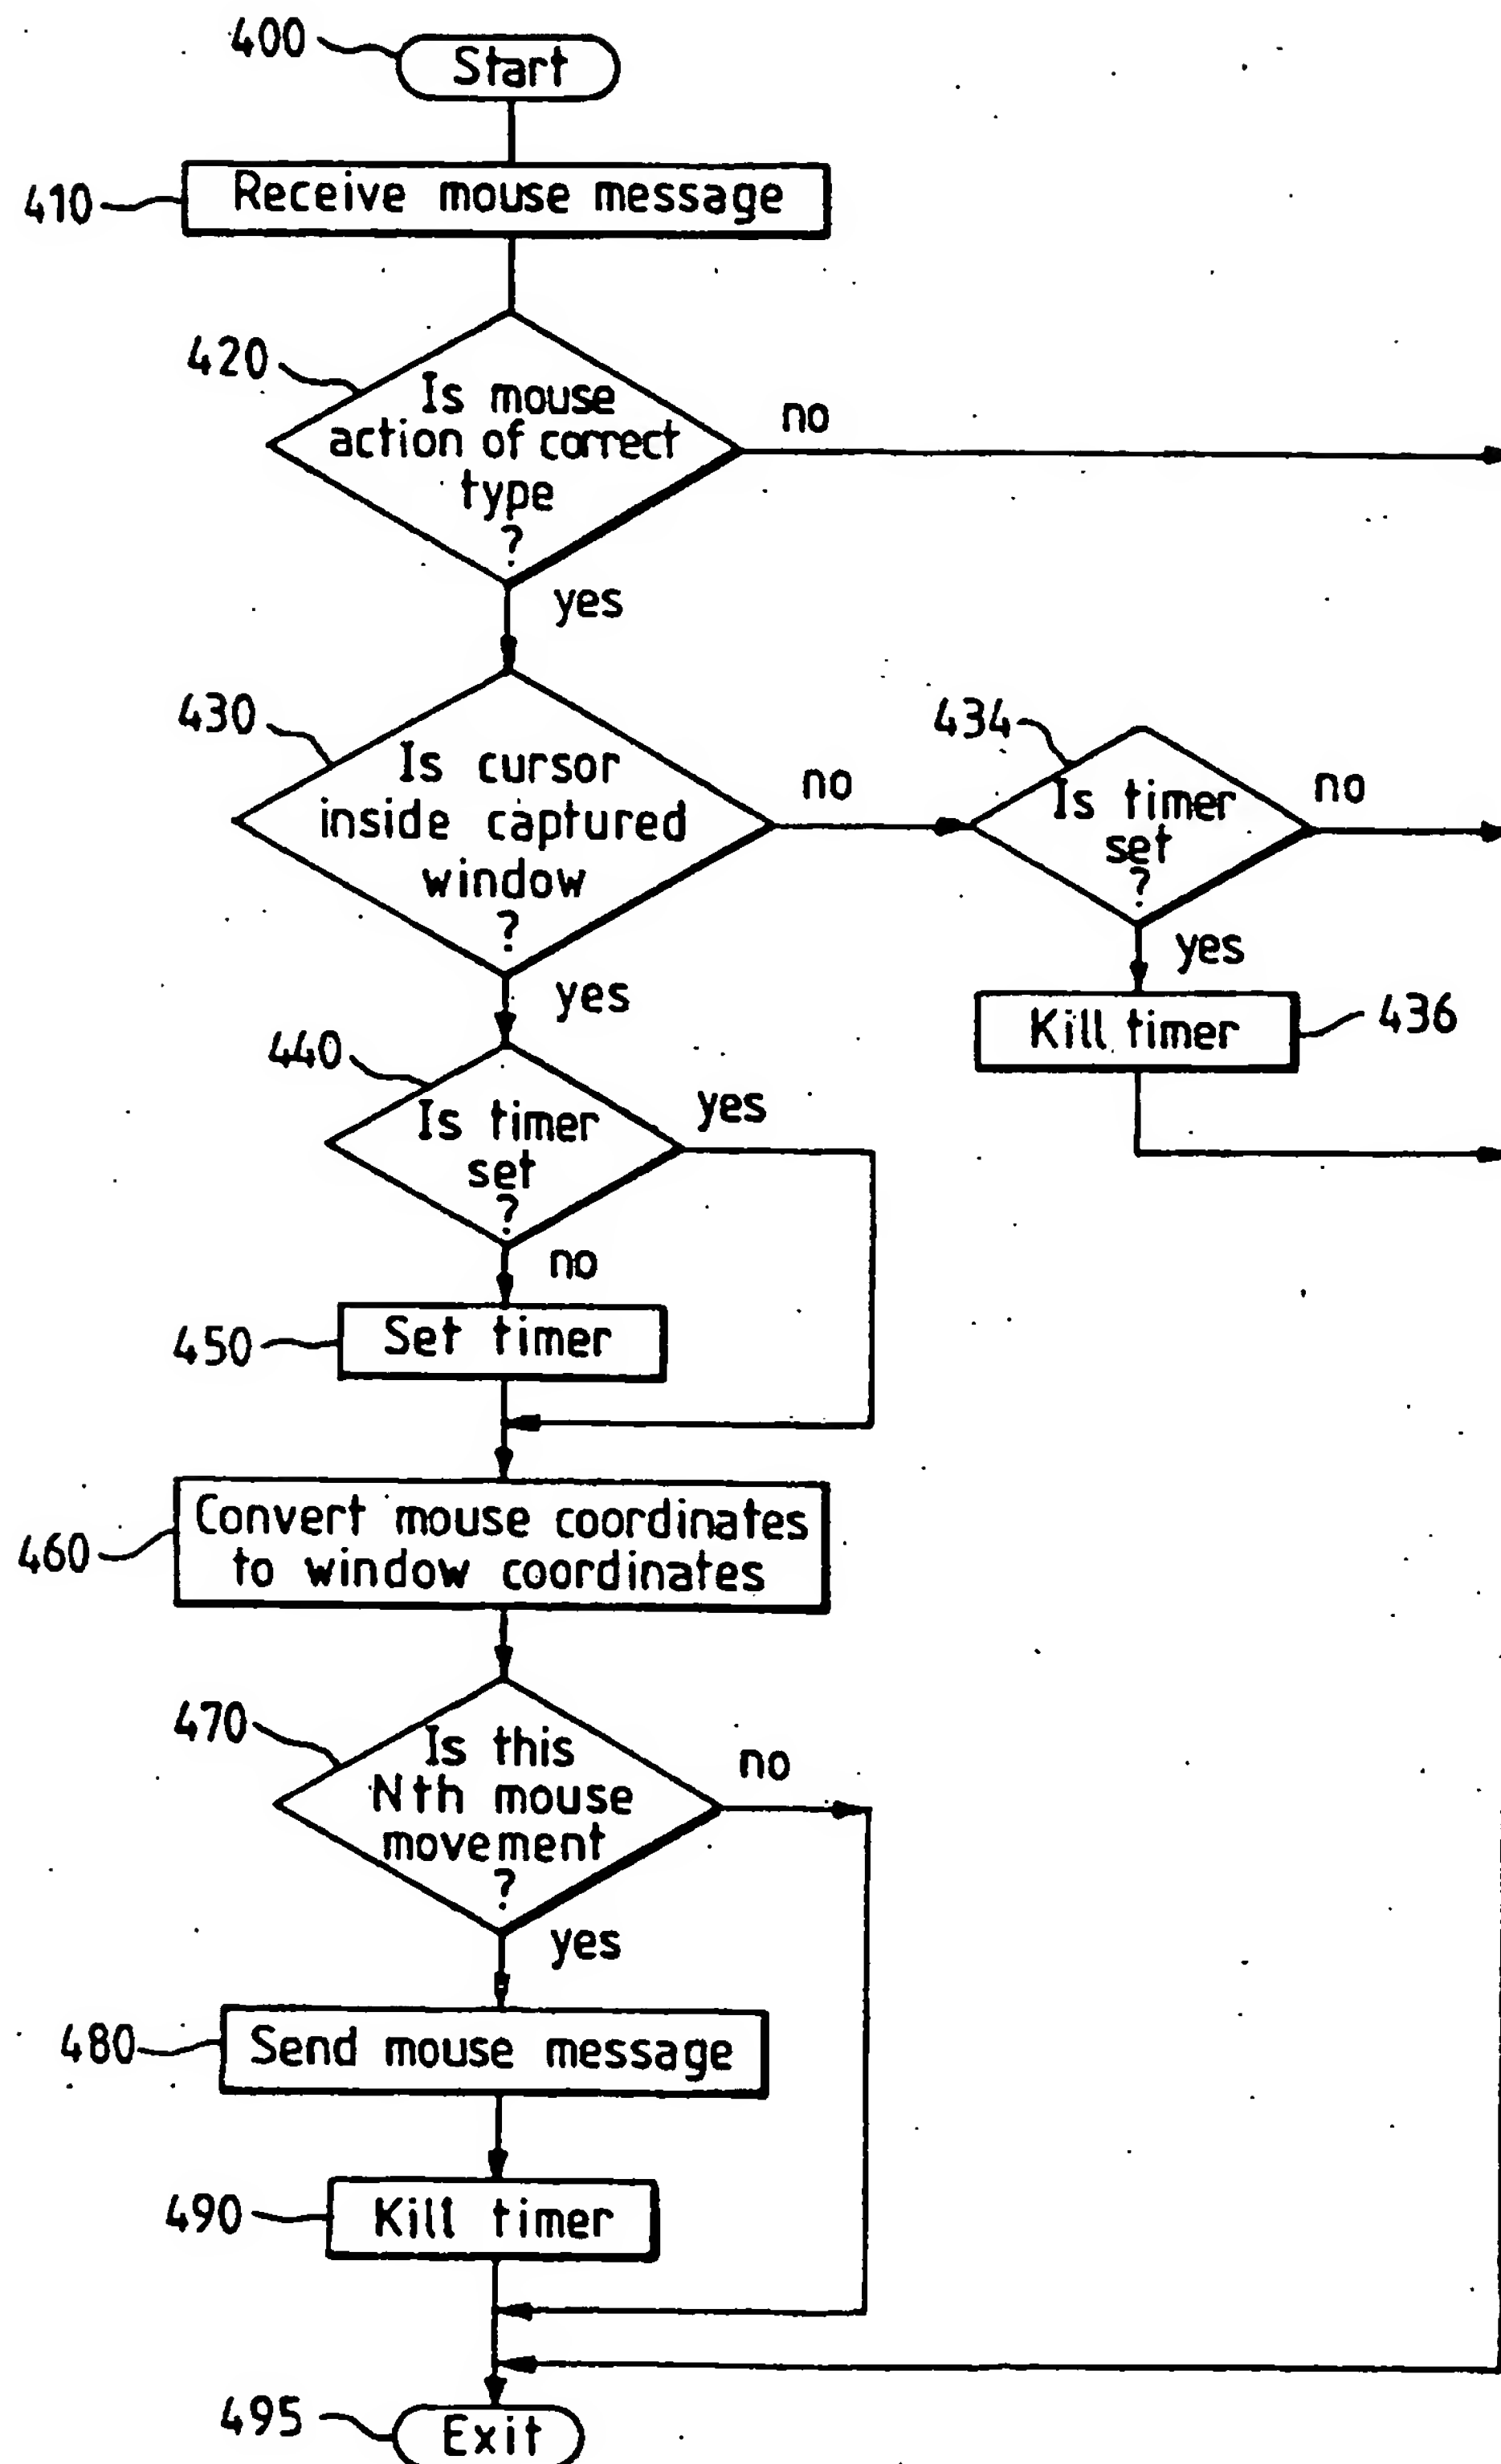 400
Start
410
Receive mouse message
420
Is mouse
action of correct
type
?
no
yes
430
Is cursor
inside captured
window
?
no
434
Is timer
set
?
no
yes
Kill timer
436
yes
440
Is timer
set
?
yes
no
450
Set timer
460
Convert mouse coordinates
to window coordinates
470
Is this
Nth mouse
movement
?
no
yes
480
Send mouse message
490
Kill timer
495
Exit